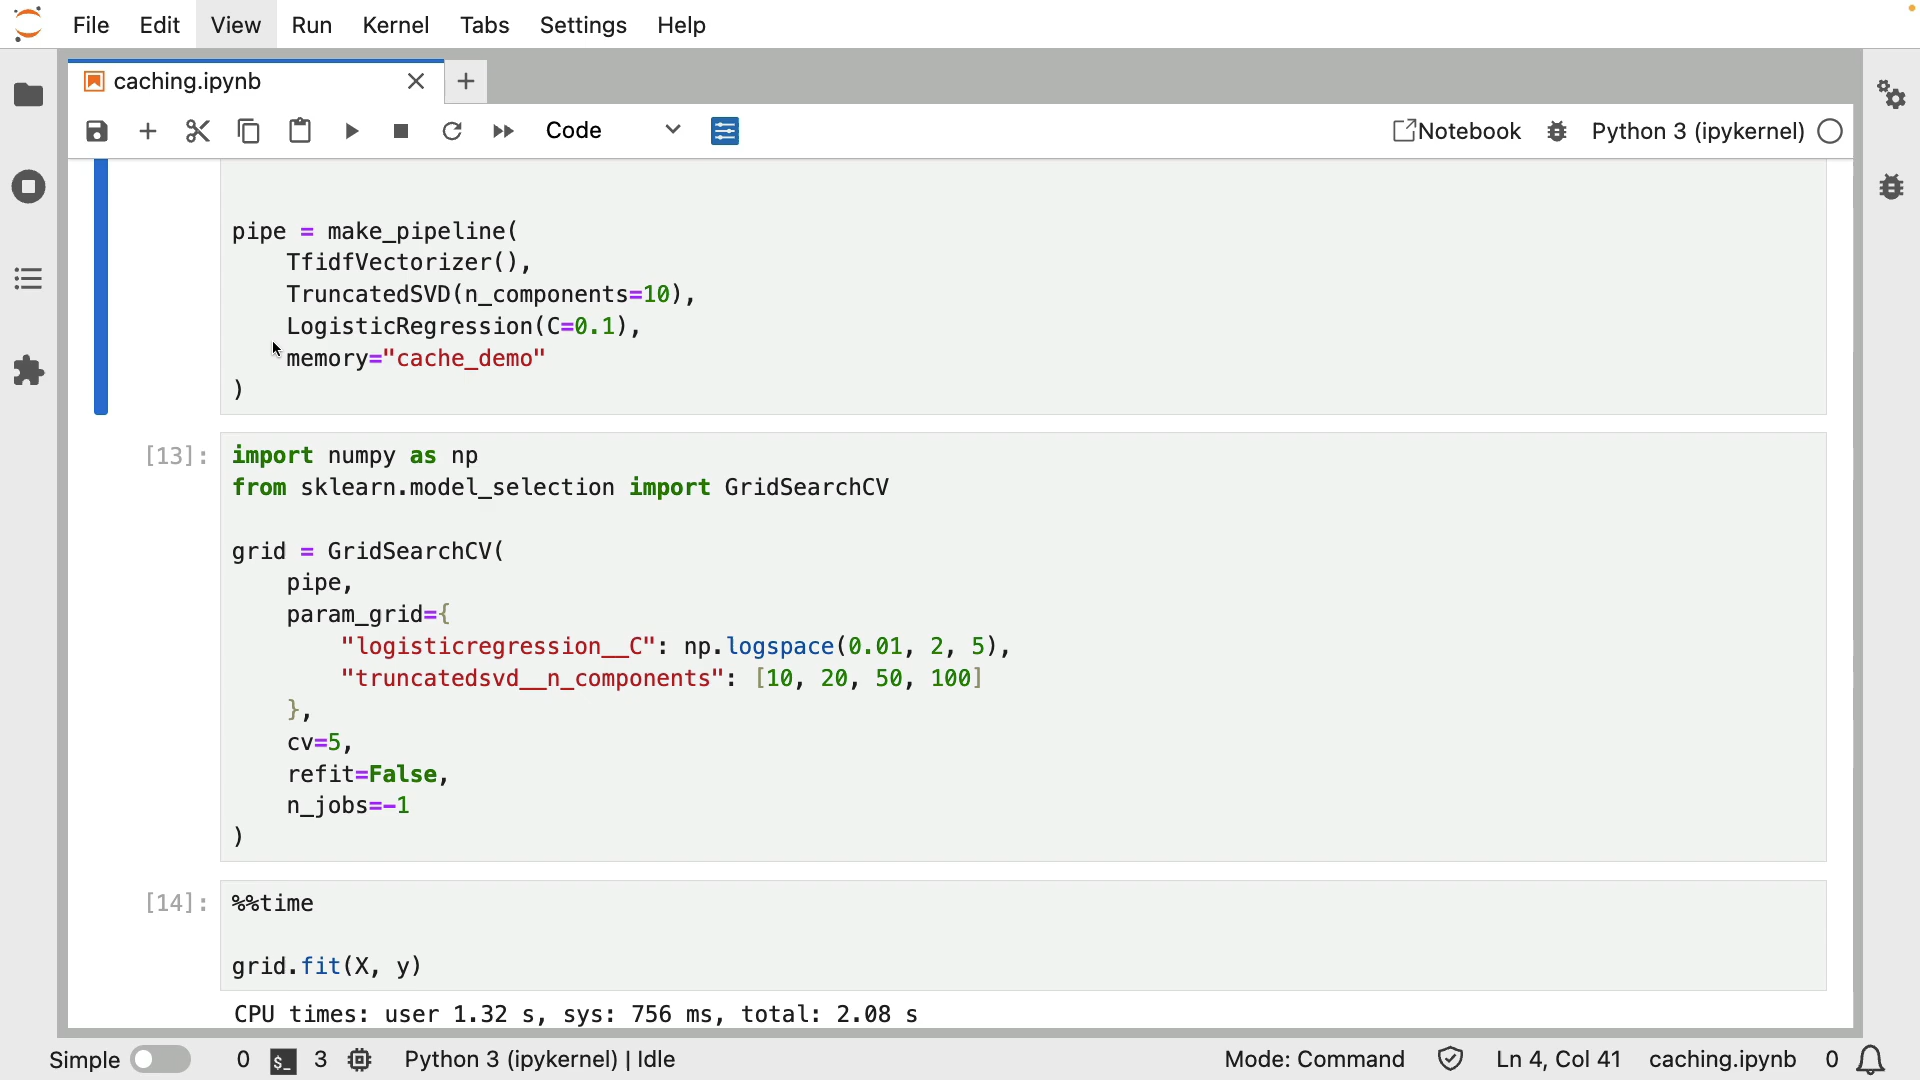 File Edit View Run Kernel Tabs Settings Help
caching.ipynb
Code
Notebook
Python 3 (ipykernel)
pipe = make_pipeline(
    TfidfVectorizer(),
    TruncatedSVD(n_components=10),
    LogisticRegression(C=0.1),
    memory="cache_demo"
)
[13]:
import numpy as np
from sklearn.model_selection import GridSearchCV
grid = GridSearchCV(
    pipe,
    param_grid={
        "logisticregression__C": np.logspace(0.01, 2, 5),
        "truncatedsvd__n_components": [10, 20, 50, 100]
    },
    cv=5,
    refit=False,
    n_jobs=-1
)
[14]:
%%time
grid.fit(X, y)
CPU times: user 1.32 s, sys: 756 ms, total: 2.08 s
Simple 0 $_ 3 Python 3 (ipykernel) | Idle Mode: Command Ln 4, Col 41 caching.ipynb 0